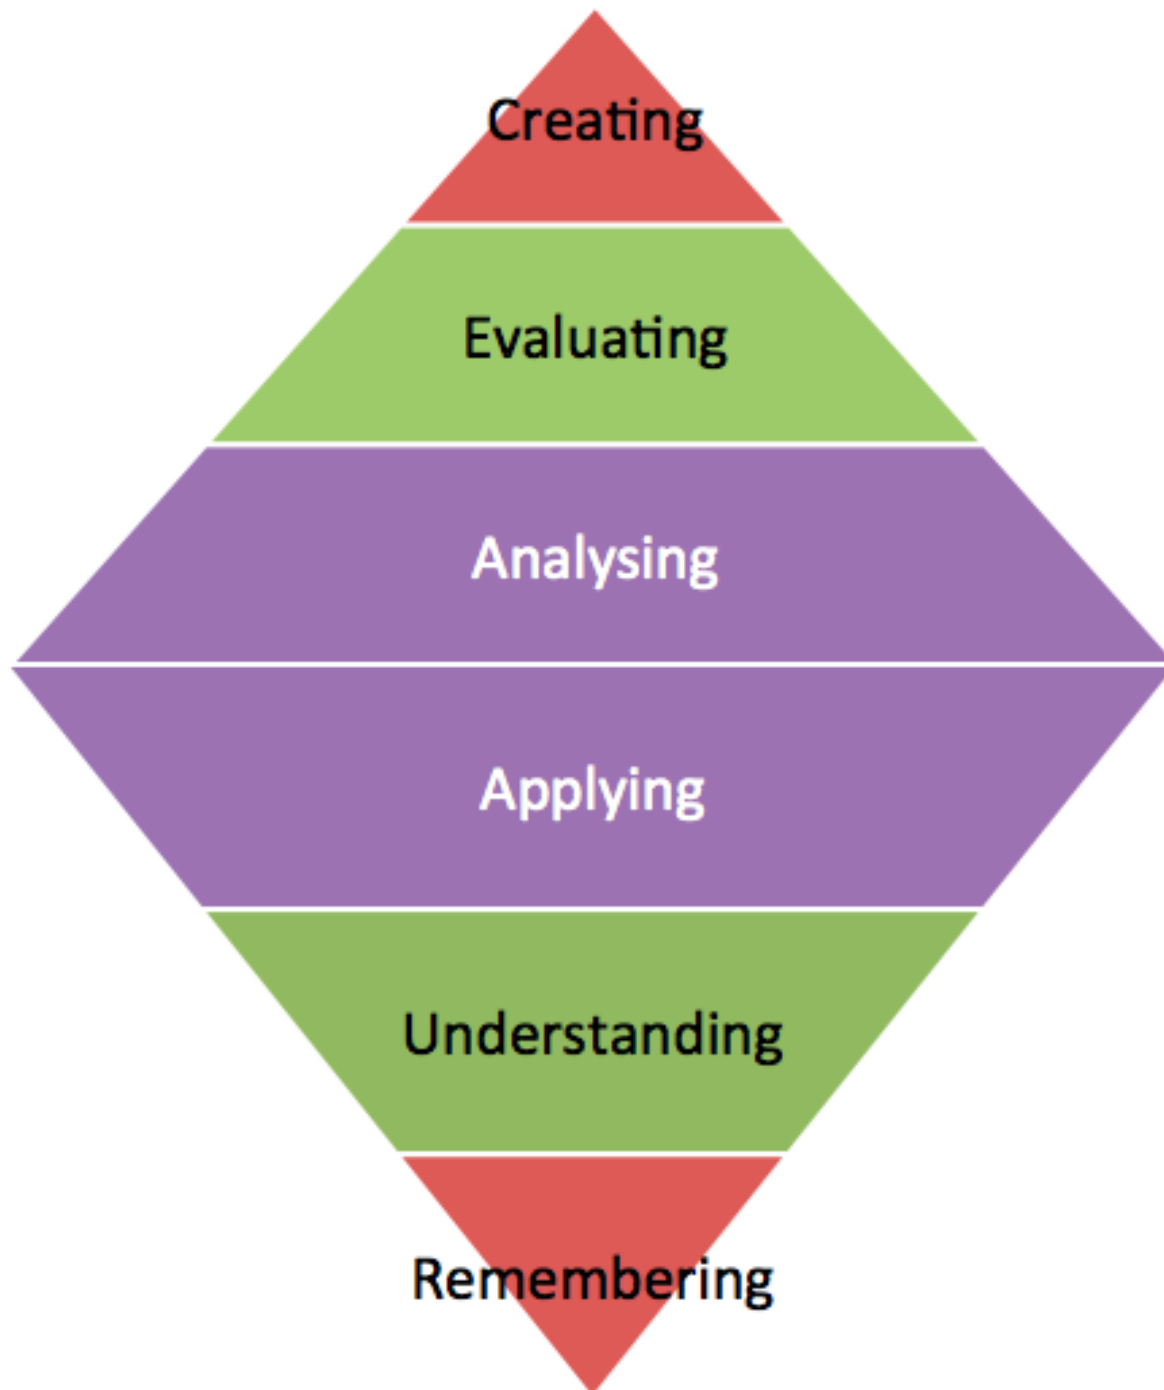 Creating
Evaluating
Analysing
Applying
Understanding
Remembering